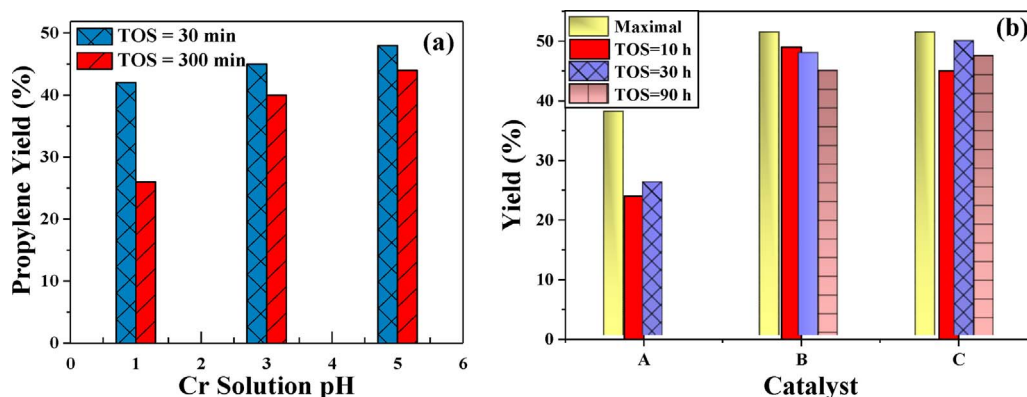 (a)
TOS = 30 min
TOS = 300 min
50
40
30
20
10
0
Propylene Yield (%)
0 1 2 3 4 5 6
Cr Solution pH
(b)
Maximal
TOS=10 h
TOS=30 h
TOS=90 h
50
40
30
20
10
0
Yield (%)
A B C
Catalyst